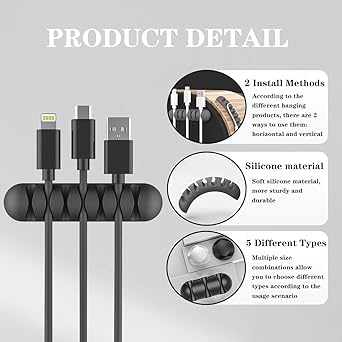 PRODUCT DETAIL
2 Install Methods
According to the
different hanging
products, there are 2
ways to use them:
horizontal and vertical
Silicone material
Soft silicone material,
more sturdy and
durable
5 Different Types
Multiple size
combinations allow
you to choose different
types according to the
usage scenario